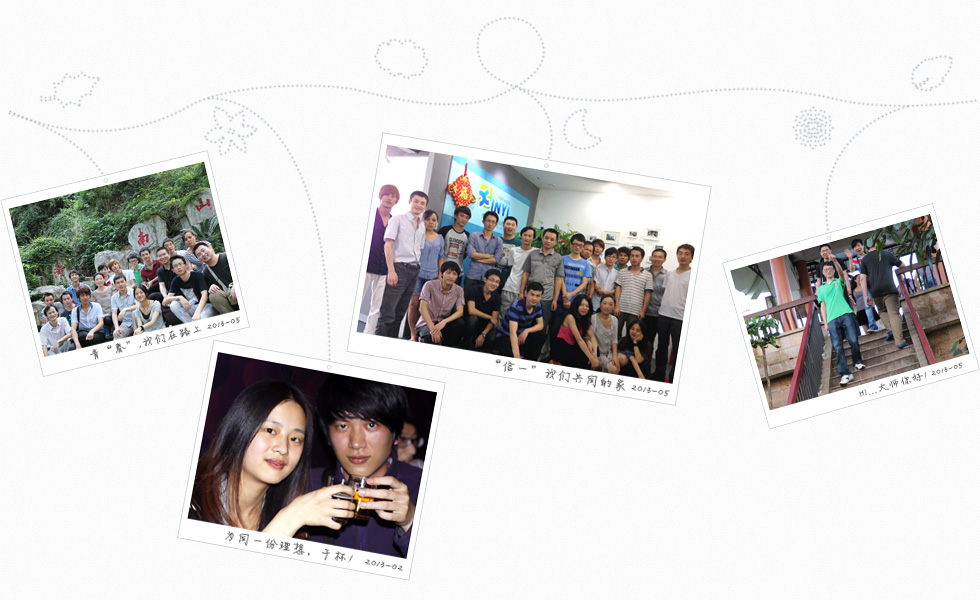 山
南
青“春”,我们在路上 2013-05
XINYI
“信一”我们共同的家 2013-05
Hi...大师你好! 2013-05
为同一份理想，干杯! 2013-02